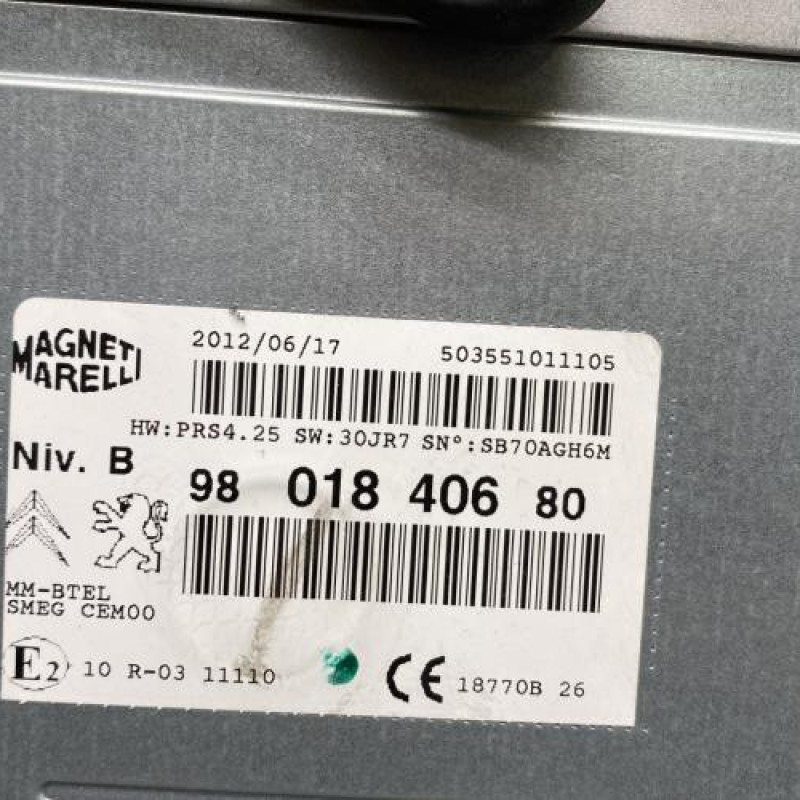 MAGNETI
MARELLI
2012/06/17 503551011105
HW:PRS4.25 SW:30JR7 SN°:SB70AGH6M
Niv. B
98 018 406 80
MM-BTEL
SMEG CEM00
E2 10 R-03 11110
CE 18770B 26